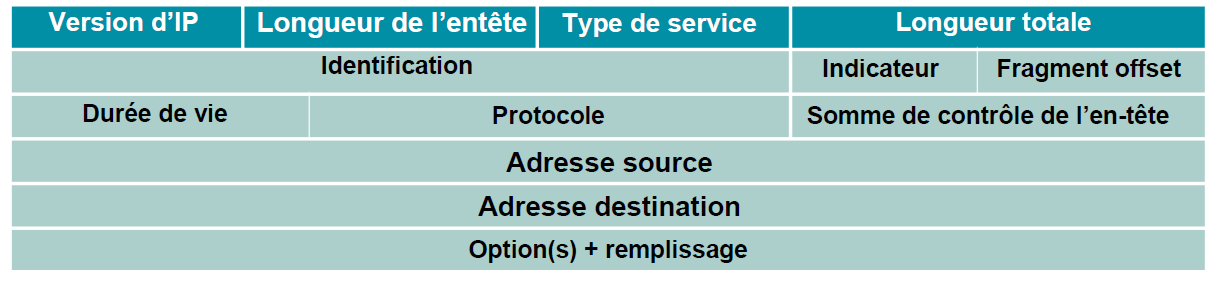 Version d’IP Longueur de l’entête Type de service Longueur totale
Identification Indicateur Fragment offset
Durée de vie Protocole Somme de contrôle de l’en-tête
Adresse source
Adresse destination
Option(s) + remplissage